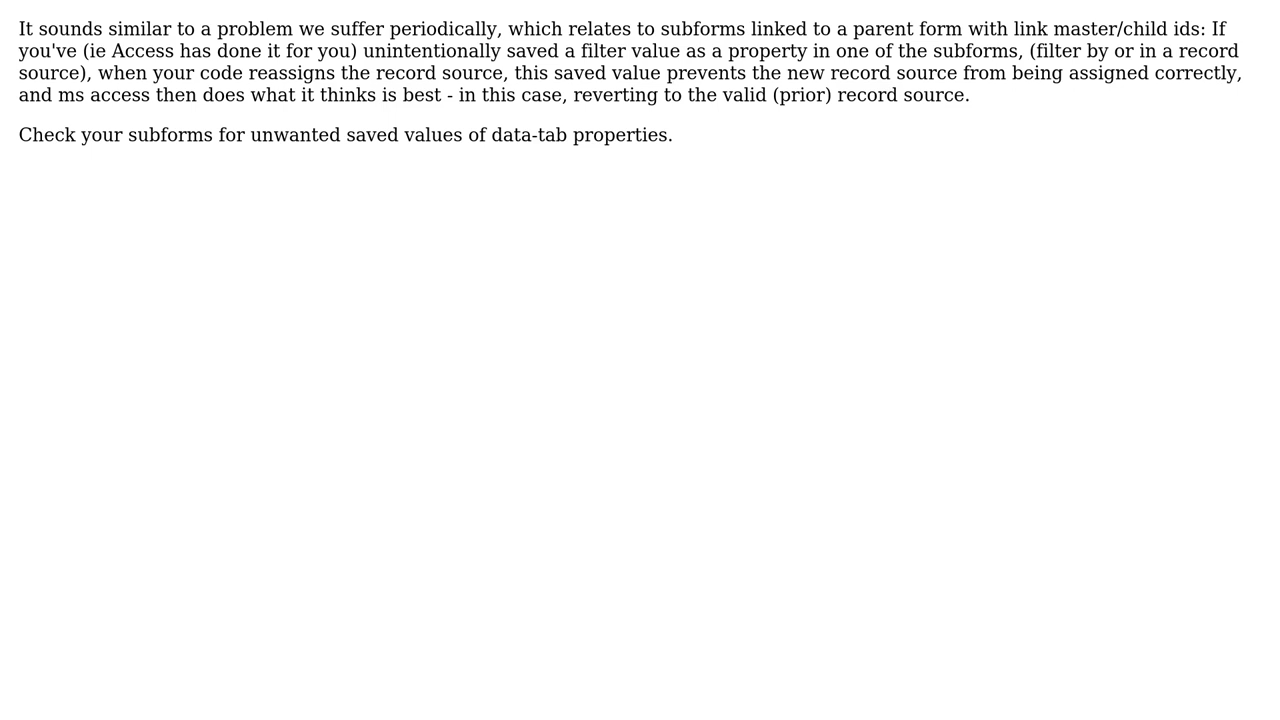 It sounds similar to a problem we suffer periodically, which relates to subforms linked to a parent form with link master/child ids: If
you've (ie Access has done it for you) unintentionally saved a filter value as a property in one of the subforms, (filter by or in a record
source), when your code reassigns the record source, this saved value prevents the new record source from being assigned correctly,
and ms access then does what it thinks is best - in this case, reverting to the valid (prior) record source.
Check your subforms for unwanted saved values of data-tab properties.